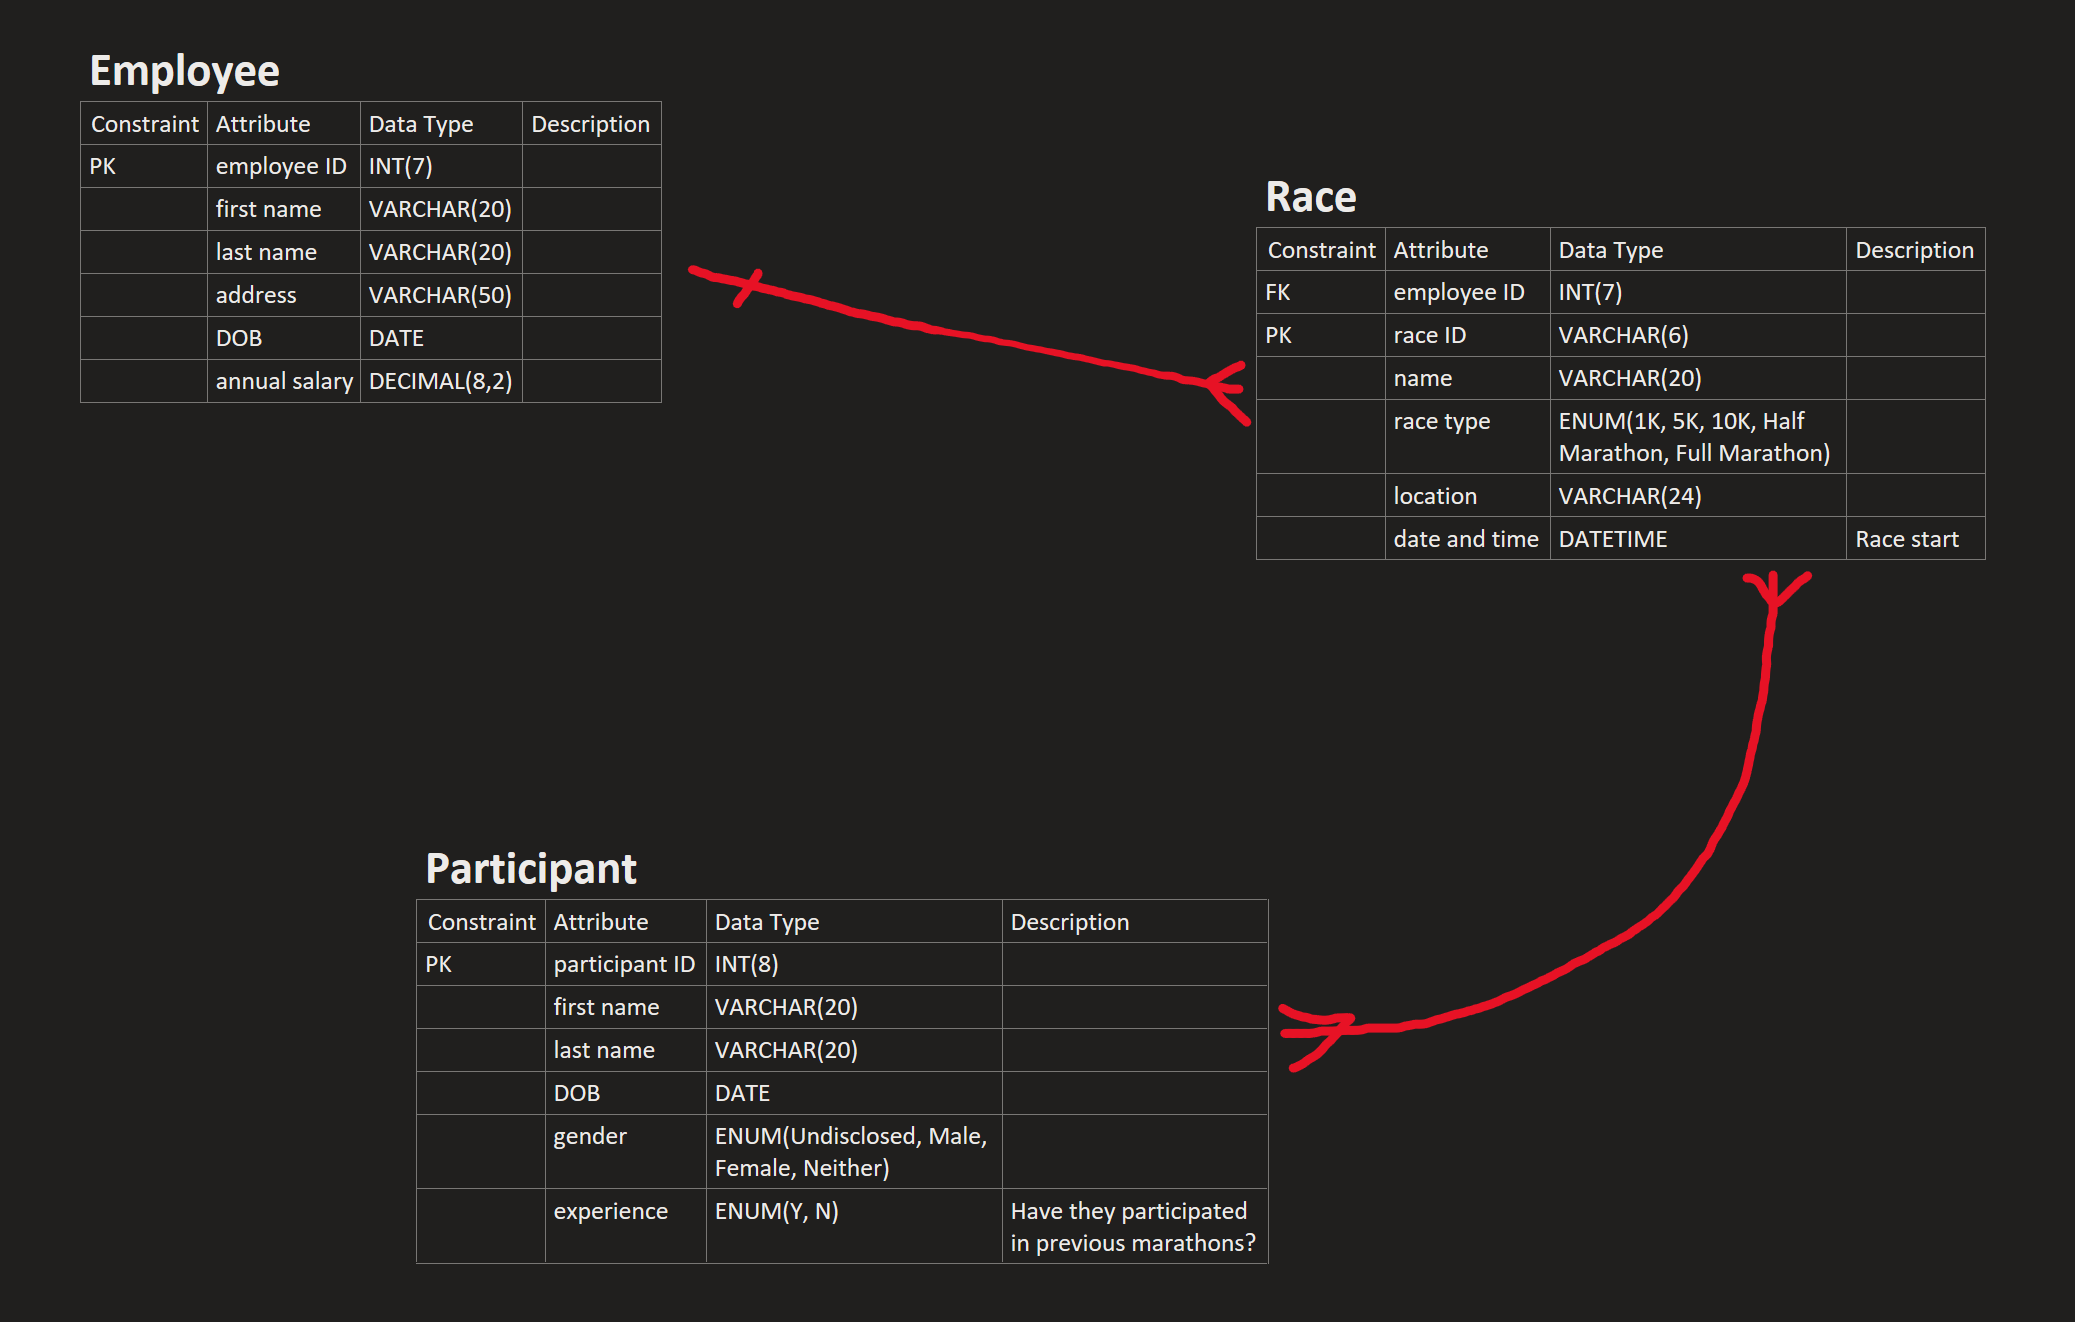 Employee
Constraint Attribute Data Type Description
PK employee ID INT(7)
first name VARCHAR(20)
last name VARCHAR(20)
address VARCHAR(50)
DOB DATE
annual salary DECIMAL(8,2)
Race
Constraint Attribute Data Type Description
FK employee ID INT(7)
PK race ID VARCHAR(6)
name VARCHAR(20)
race type ENUM(1K, 5K, 10K, Half
Marathon, Full Marathon)
location VARCHAR(24)
date and time DATETIME Race start
Participant
Constraint Attribute Data Type Description
PK participant ID INT(8)
first name VARCHAR(20)
last name VARCHAR(20)
DOB DATE
gender ENUM(Undisclosed, Male,
Female, Neither)
experience ENUM(Y, N) Have they participated
in previous marathons?